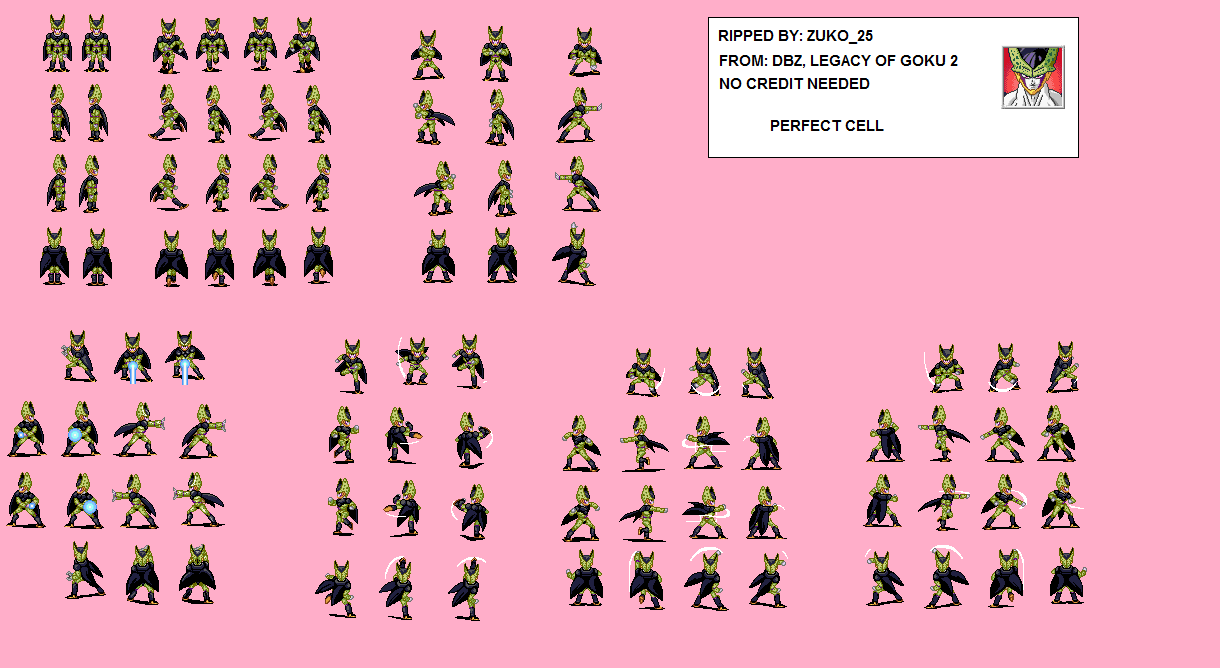 RIPPED BY: ZUKO_25
FROM: DBZ, LEGACY OF GOKU 2
NO CREDIT NEEDED
PERFECT CELL